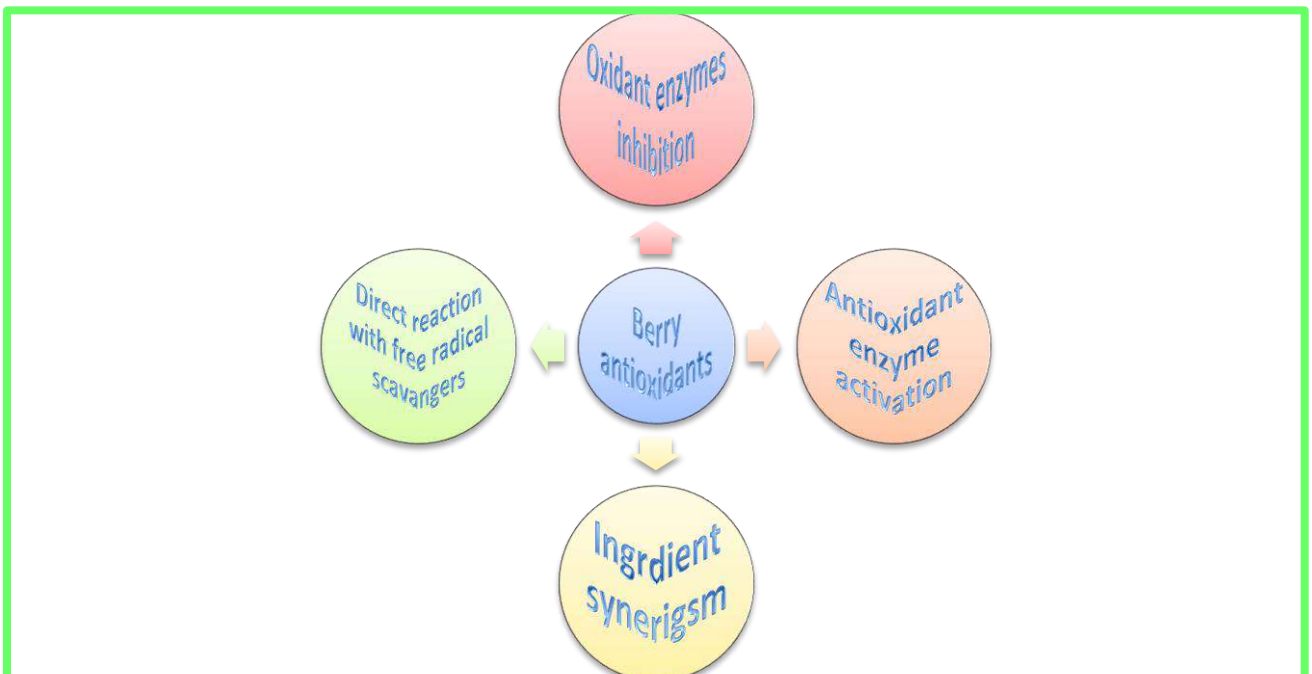 Oxidant enzymes
inhibition
Direct reaction
with free radical
scavangers
Berry
antioxidants
Antioxidant
enzyme
activation
Ingrdient
synerigsm